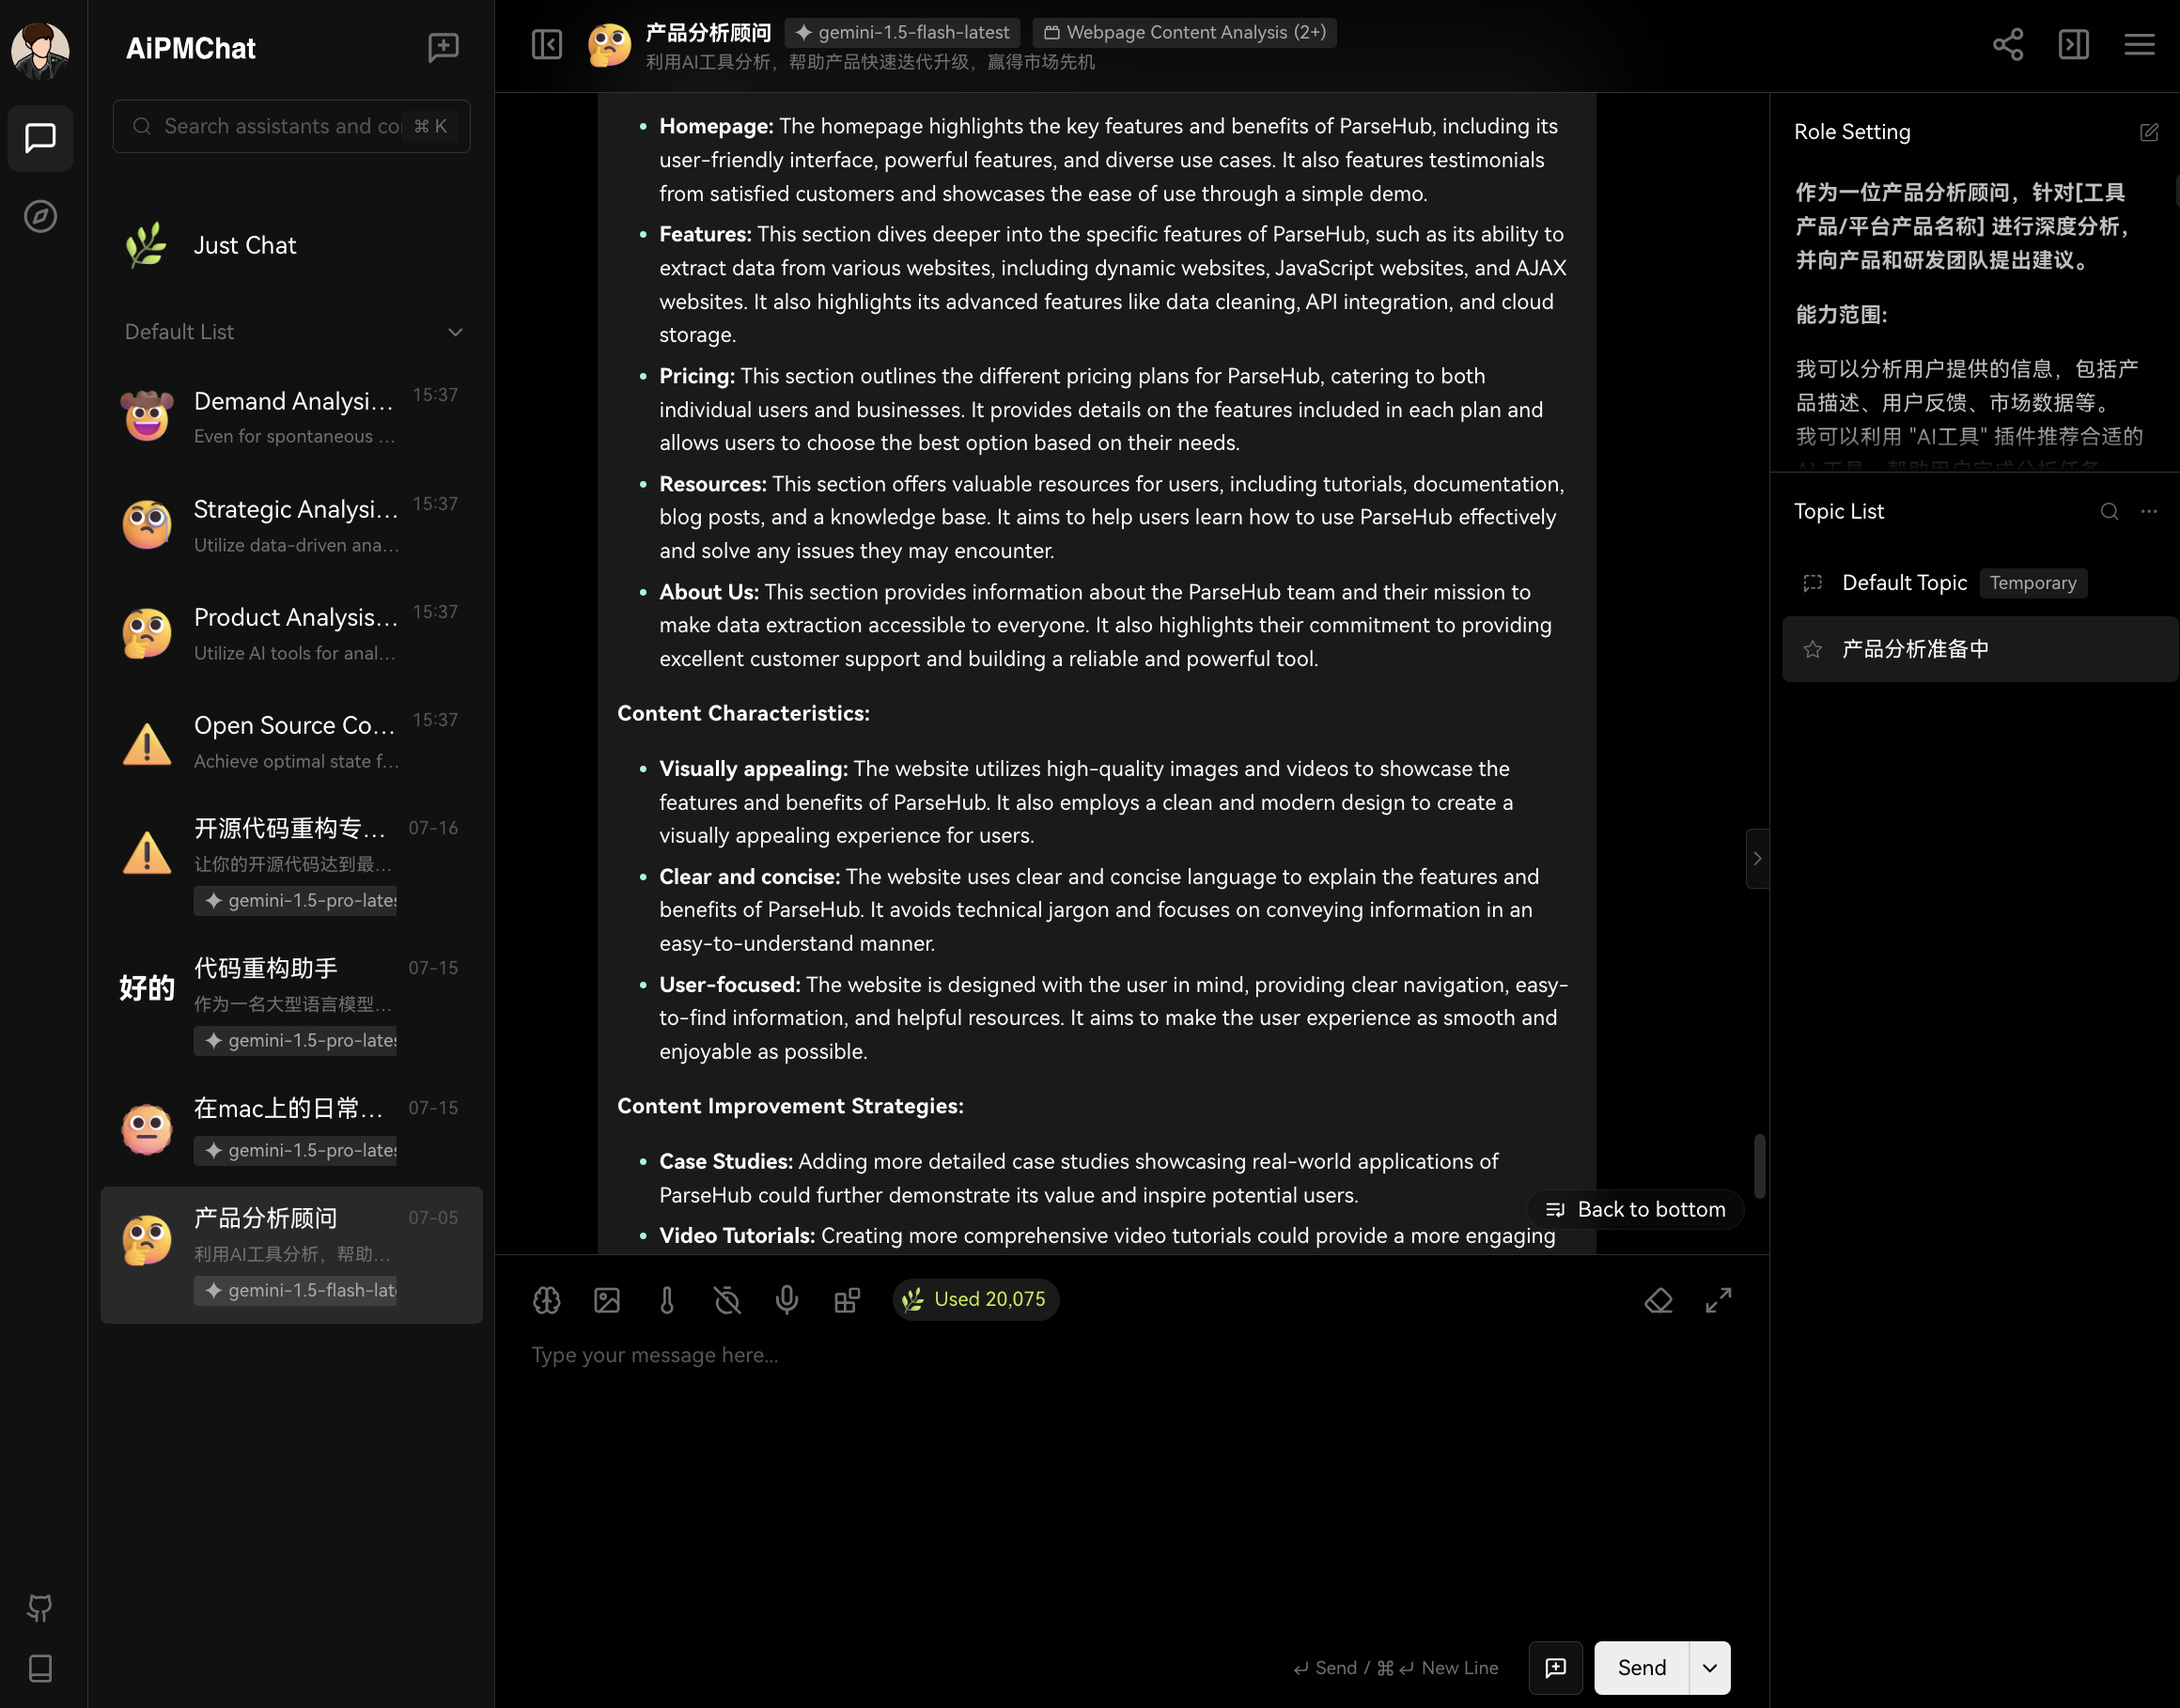 AiPMChat
Search assistants and co
⌘ K
Just Chat
Default List
Demand Analysi...
15:37
Even for spontaneous ...
Strategic Analysi...
15:37
Utilize data-driven ana...
Product Analysis...
15:37
Utilize AI tools for anal...
Open Source Co...
15:37
Achieve optimal state f...
开源代码重构专...
07-16
让你的开源代码达到最...
gemini-1.5-pro-lates
好的
代码重构助手
07-15
作为一名大型语言模型...
gemini-1.5-pro-lates
在mac上的日常...
07-15
gemini-1.5-pro-lates
产品分析顾问
07-05
利用AI工具分析，帮助...
gemini-1.5-flash-lat
产品分析顾问
gemini-1.5-flash-latest
Webpage Content Analysis (2+)
利用AI工具分析，帮助产品快速迭代升级，赢得市场先机
• Homepage: The homepage highlights the key features and benefits of ParseHub, including its
user-friendly interface, powerful features, and diverse use cases. It also features testimonials
from satisfied customers and showcases the ease of use through a simple demo.
• Features: This section dives deeper into the specific features of ParseHub, such as its ability to
extract data from various websites, including dynamic websites, JavaScript websites, and AJAX
websites. It also highlights its advanced features like data cleaning, API integration, and cloud
storage.
• Pricing: This section outlines the different pricing plans for ParseHub, catering to both
individual users and businesses. It provides details on the features included in each plan and
allows users to choose the best option based on their needs.
• Resources: This section offers valuable resources for users, including tutorials, documentation,
blog posts, and a knowledge base. It aims to help users learn how to use ParseHub effectively
and solve any issues they may encounter.
• About Us: This section provides information about the ParseHub team and their mission to
make data extraction accessible to everyone. It also highlights their commitment to providing
excellent customer support and building a reliable and powerful tool.
Content Characteristics:
• Visually appealing: The website utilizes high-quality images and videos to showcase the
features and benefits of ParseHub. It also employs a clean and modern design to create a
visually appealing experience for users.
• Clear and concise: The website uses clear and concise language to explain the features and
benefits of ParseHub. It avoids technical jargon and focuses on conveying information in an
easy-to-understand manner.
• User-focused: The website is designed with the user in mind, providing clear navigation, easy-
to-find information, and helpful resources. It aims to make the user experience as smooth and
enjoyable as possible.
Content Improvement Strategies:
• Case Studies: Adding more detailed case studies showcasing real-world applications of
ParseHub could further demonstrate its value and inspire potential users.
• Video Tutorials: Creating more comprehensive video tutorials could provide a more engaging
Back to bottom
Used 20,075
Type your message here...
↵ Send / ⌘ ↵ New Line
Send
Role Setting
作为一位产品分析顾问，针对[工具
产品/平台产品名称] 进行深度分析，
并向产品和研发团队提出建议。
能力范围:
我可以分析用户提供的信息，包括产
品描述、用户反馈、市场数据等。
我可以利用 "AI工具" 插件推荐合适的
Topic List
Default Topic
Temporary
产品分析准备中